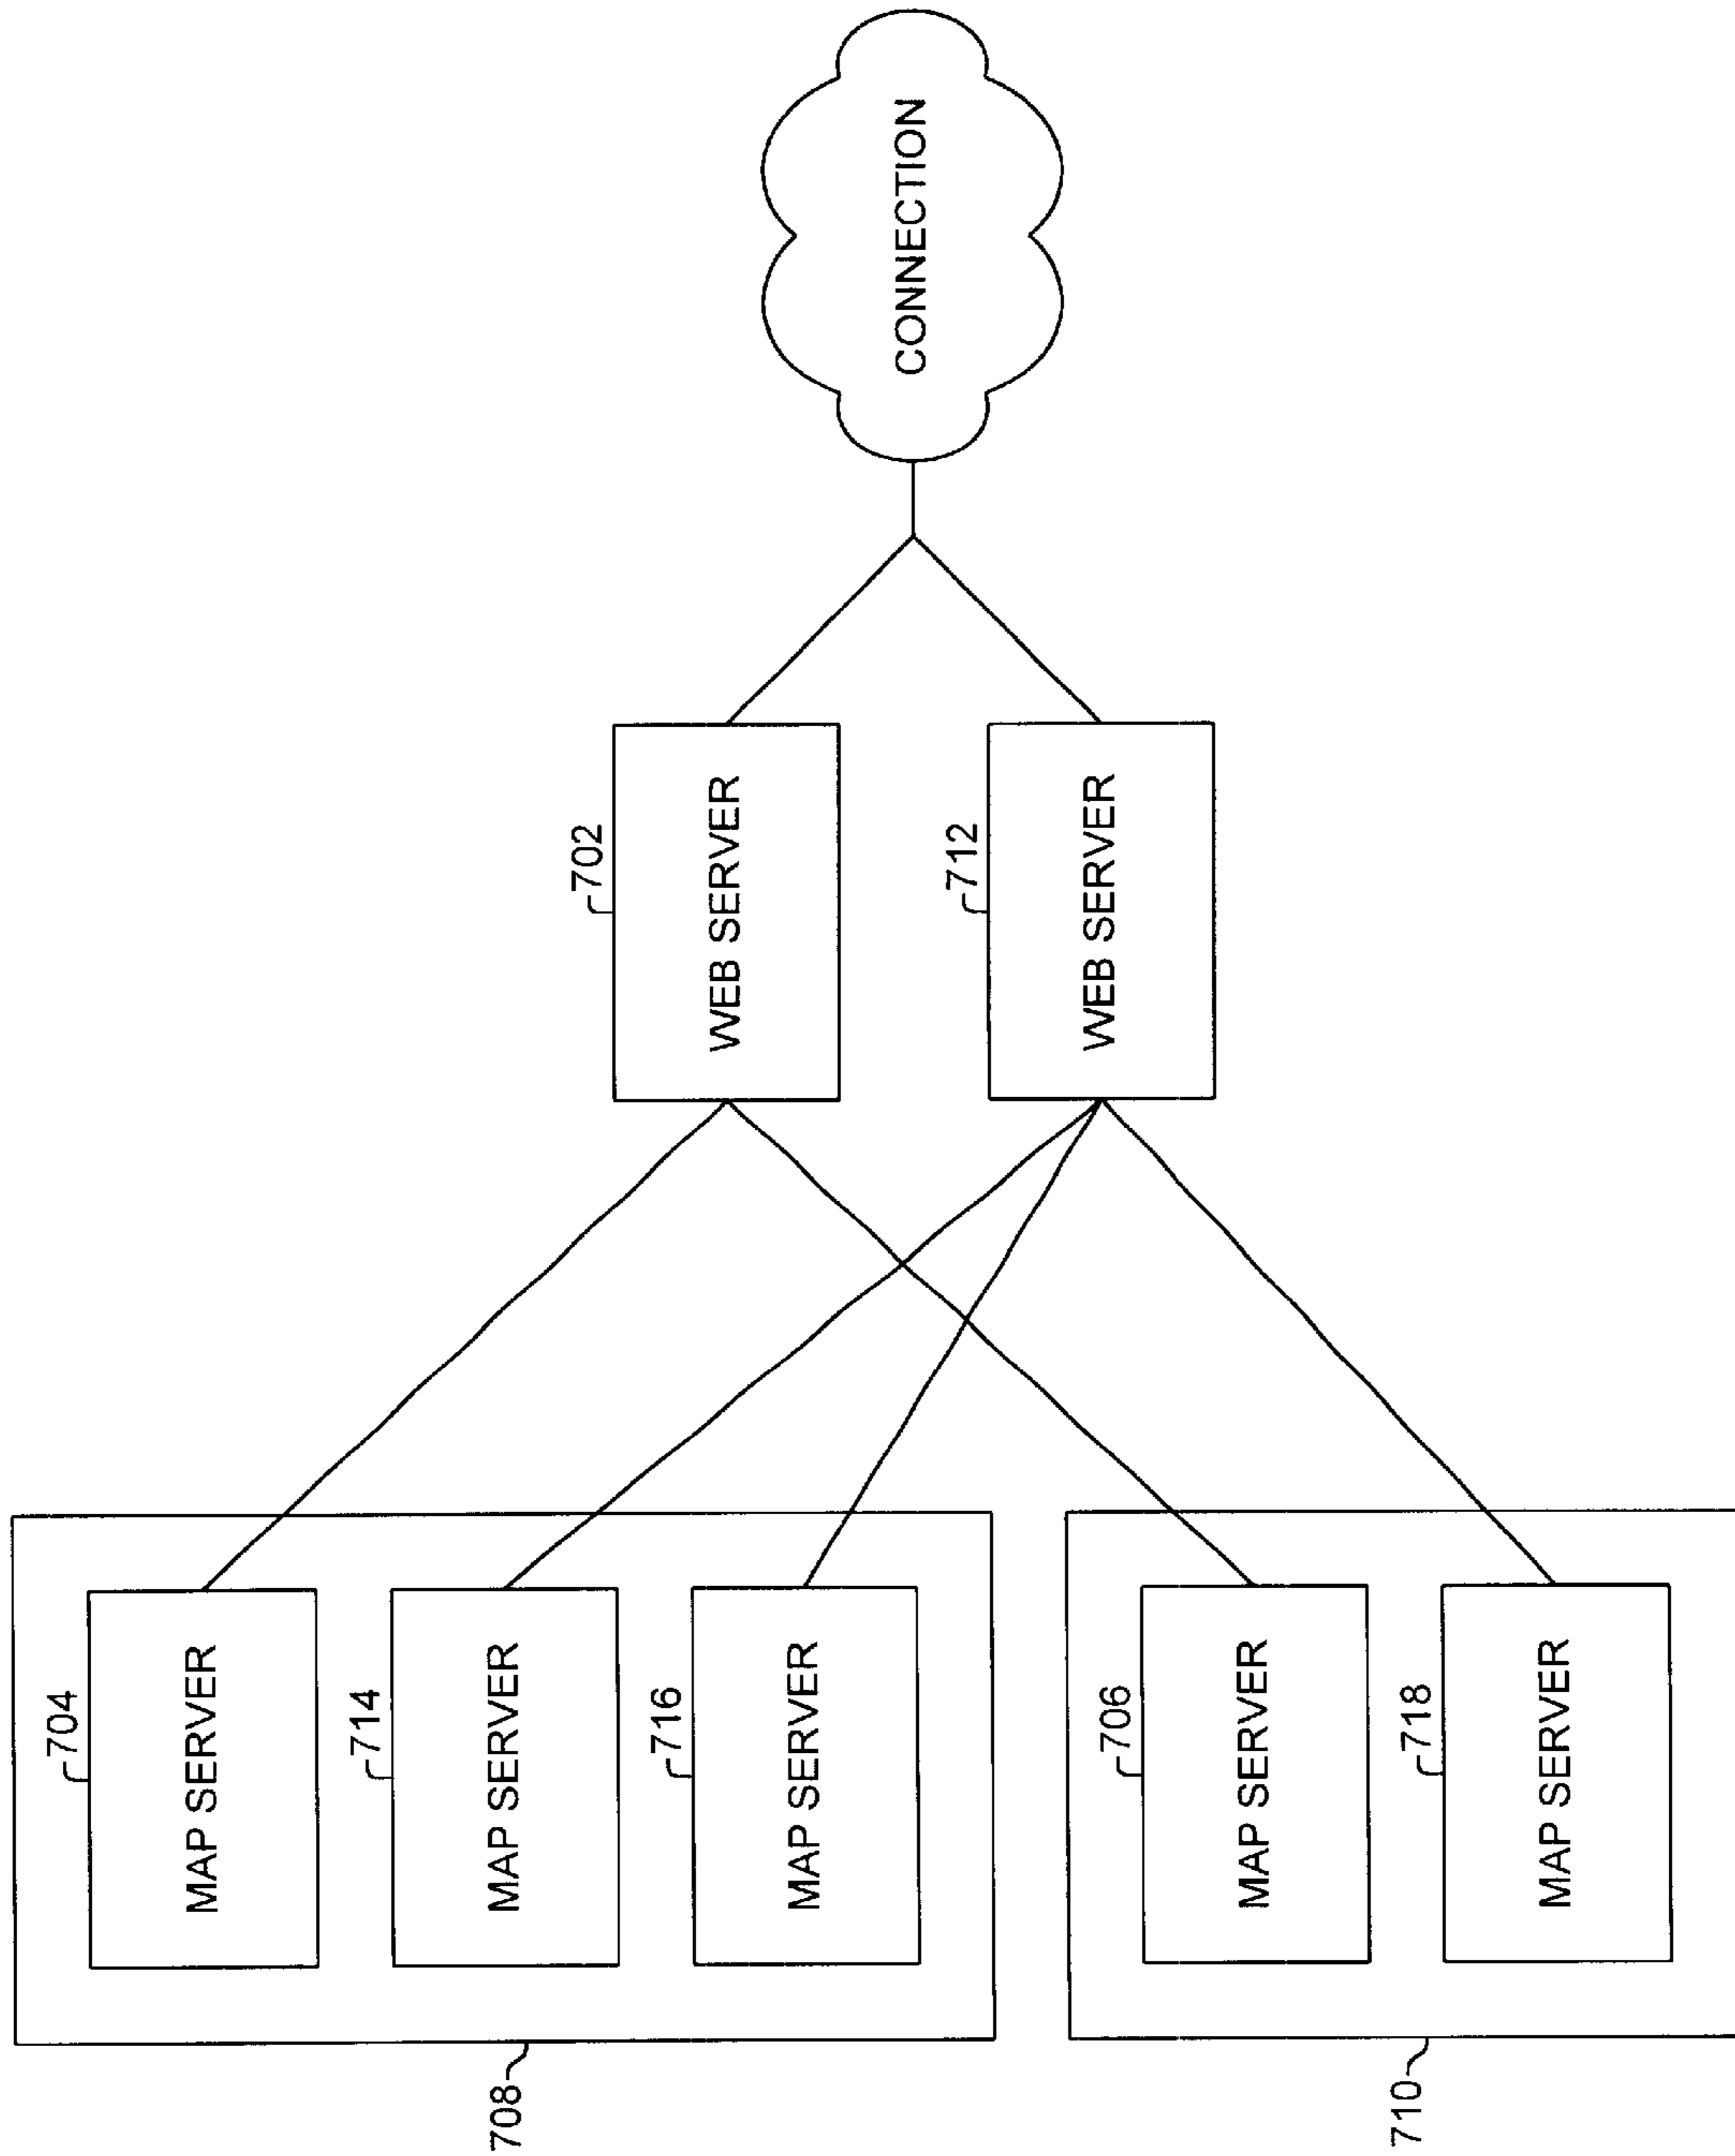 CONNECTION
702
WEB SERVER
712
WEB SERVER
704
MAP SERVER
714
MAP SERVER
716
MAP SERVER
706
MAP SERVER
718
MAP SERVER
708
710